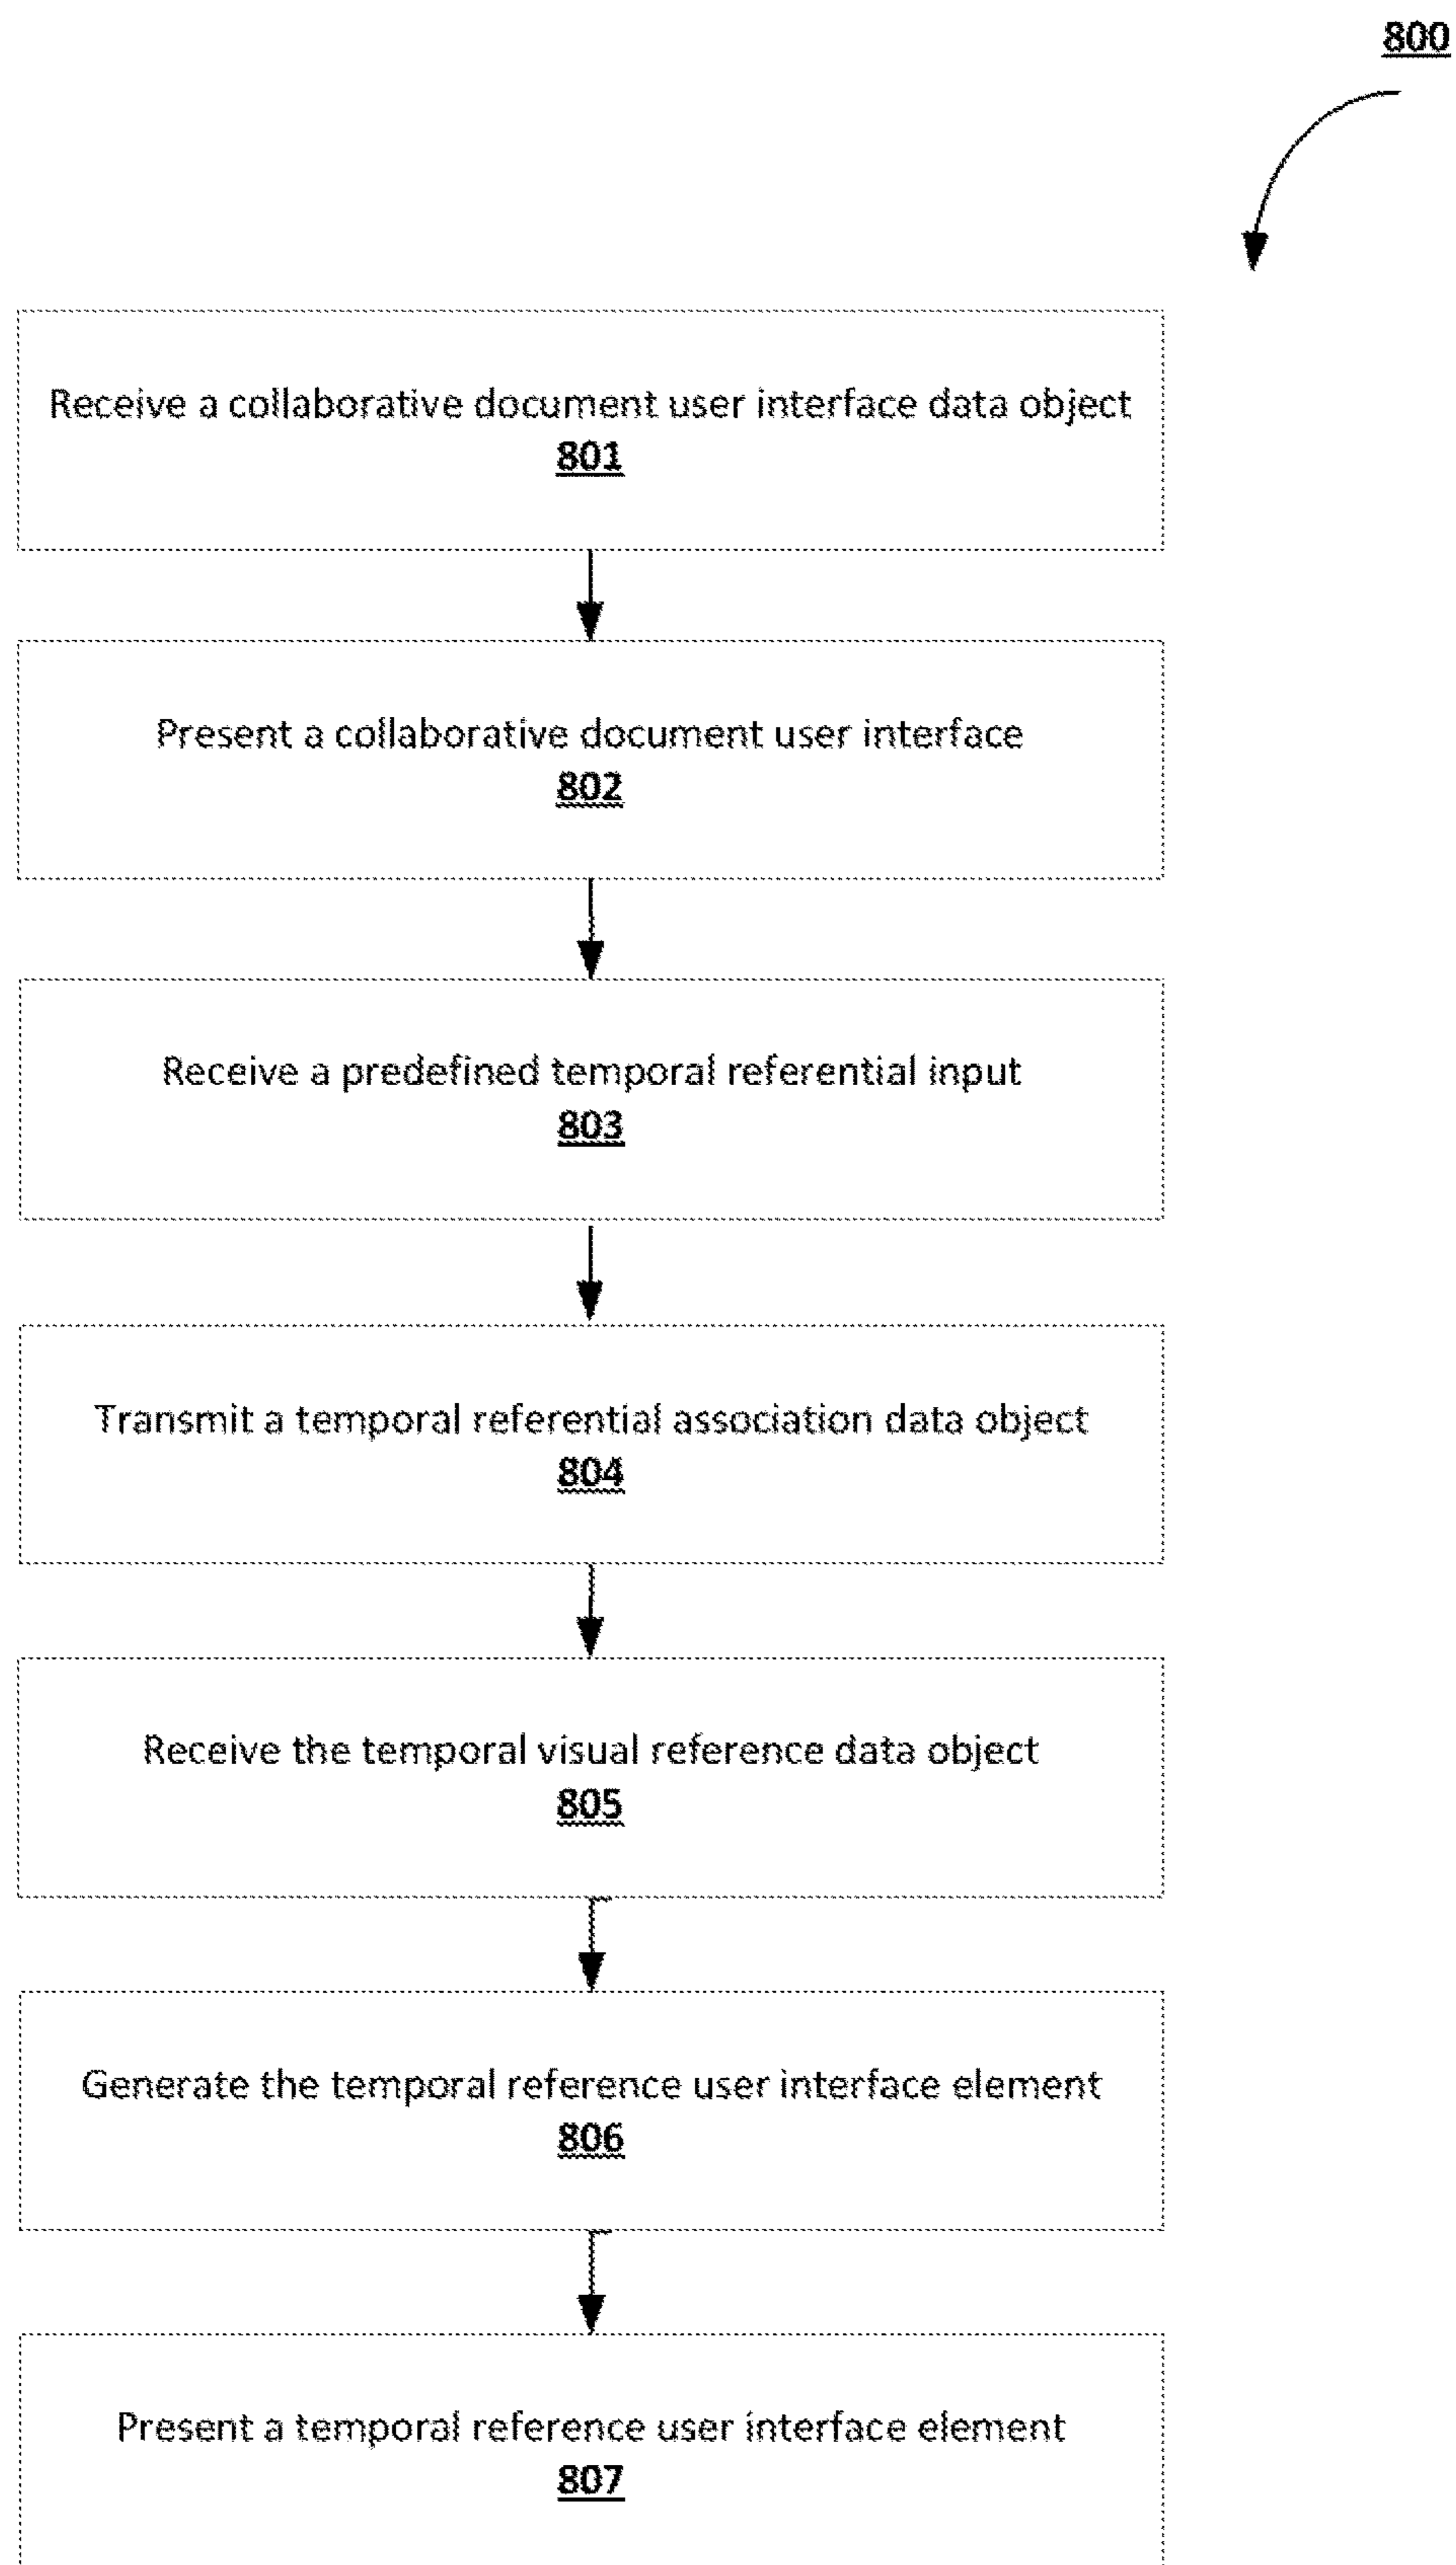 800
Receive a collaborative document user interface data object
801
Present a collaborative document user interface
802
Receive a predefined temporal referential input
803
Transmit a temporal referential association data object
804
Receive the temporal visual reference data object
805
Generate the temporal reference user interface element
806
Present a temporal reference user interface element
807